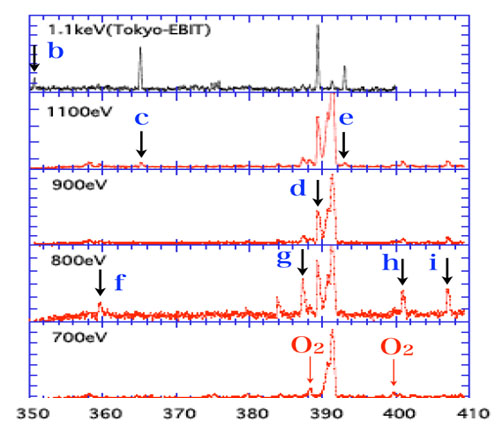 1.1keV(Tokyo-EBIT)
b
1100eV
c
e
900eV
d
800eV
f
g
h
i
700eV
O₂
O₂
350 360 370 380 390 400 410